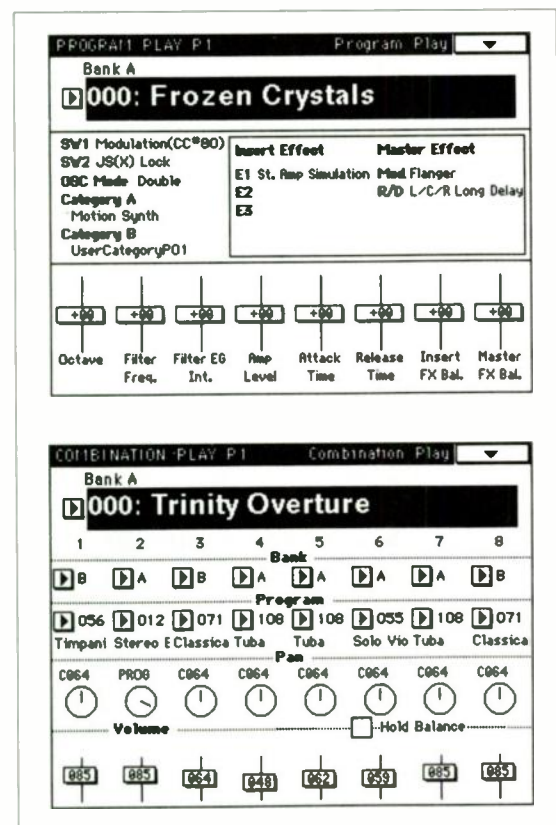 PROGRAM PLAY P1 Program Play
Bank A
000: Frozen Crystals
SW1 Modulation(CC#80)
SW2 JS(X) Lock
OSC Mode Double
Category A
Motion Synth
Category B
UserCategoryP01
Insert Effect Master Effect
E1 St. Amp Simulation Mod Flanger
E2 R/D L/C/R Long Delay
E3
+00 +00 +00 +00 +00 +00 +00 +00
Octave Filter Filter EG Amp Attack Release Insert Master
Freq. Int. Level Time Time FX Bal. FX Bal.
COMBINATION PLAY P1 Combination Play
Bank A
000: Trinity Overture
1 2 3 4 5 6 7 8
Bank
B A B A A A A B
Program
056 012 071 108 108 055 108 071
Timpani Stereo E Classica Tuba Tuba Solo Vio Tuba Classica
Pan
C064 PROG C064 C064 C064 C064 C064 C064
Volume Hold Balance
085 085 064 048 062 059 085 085